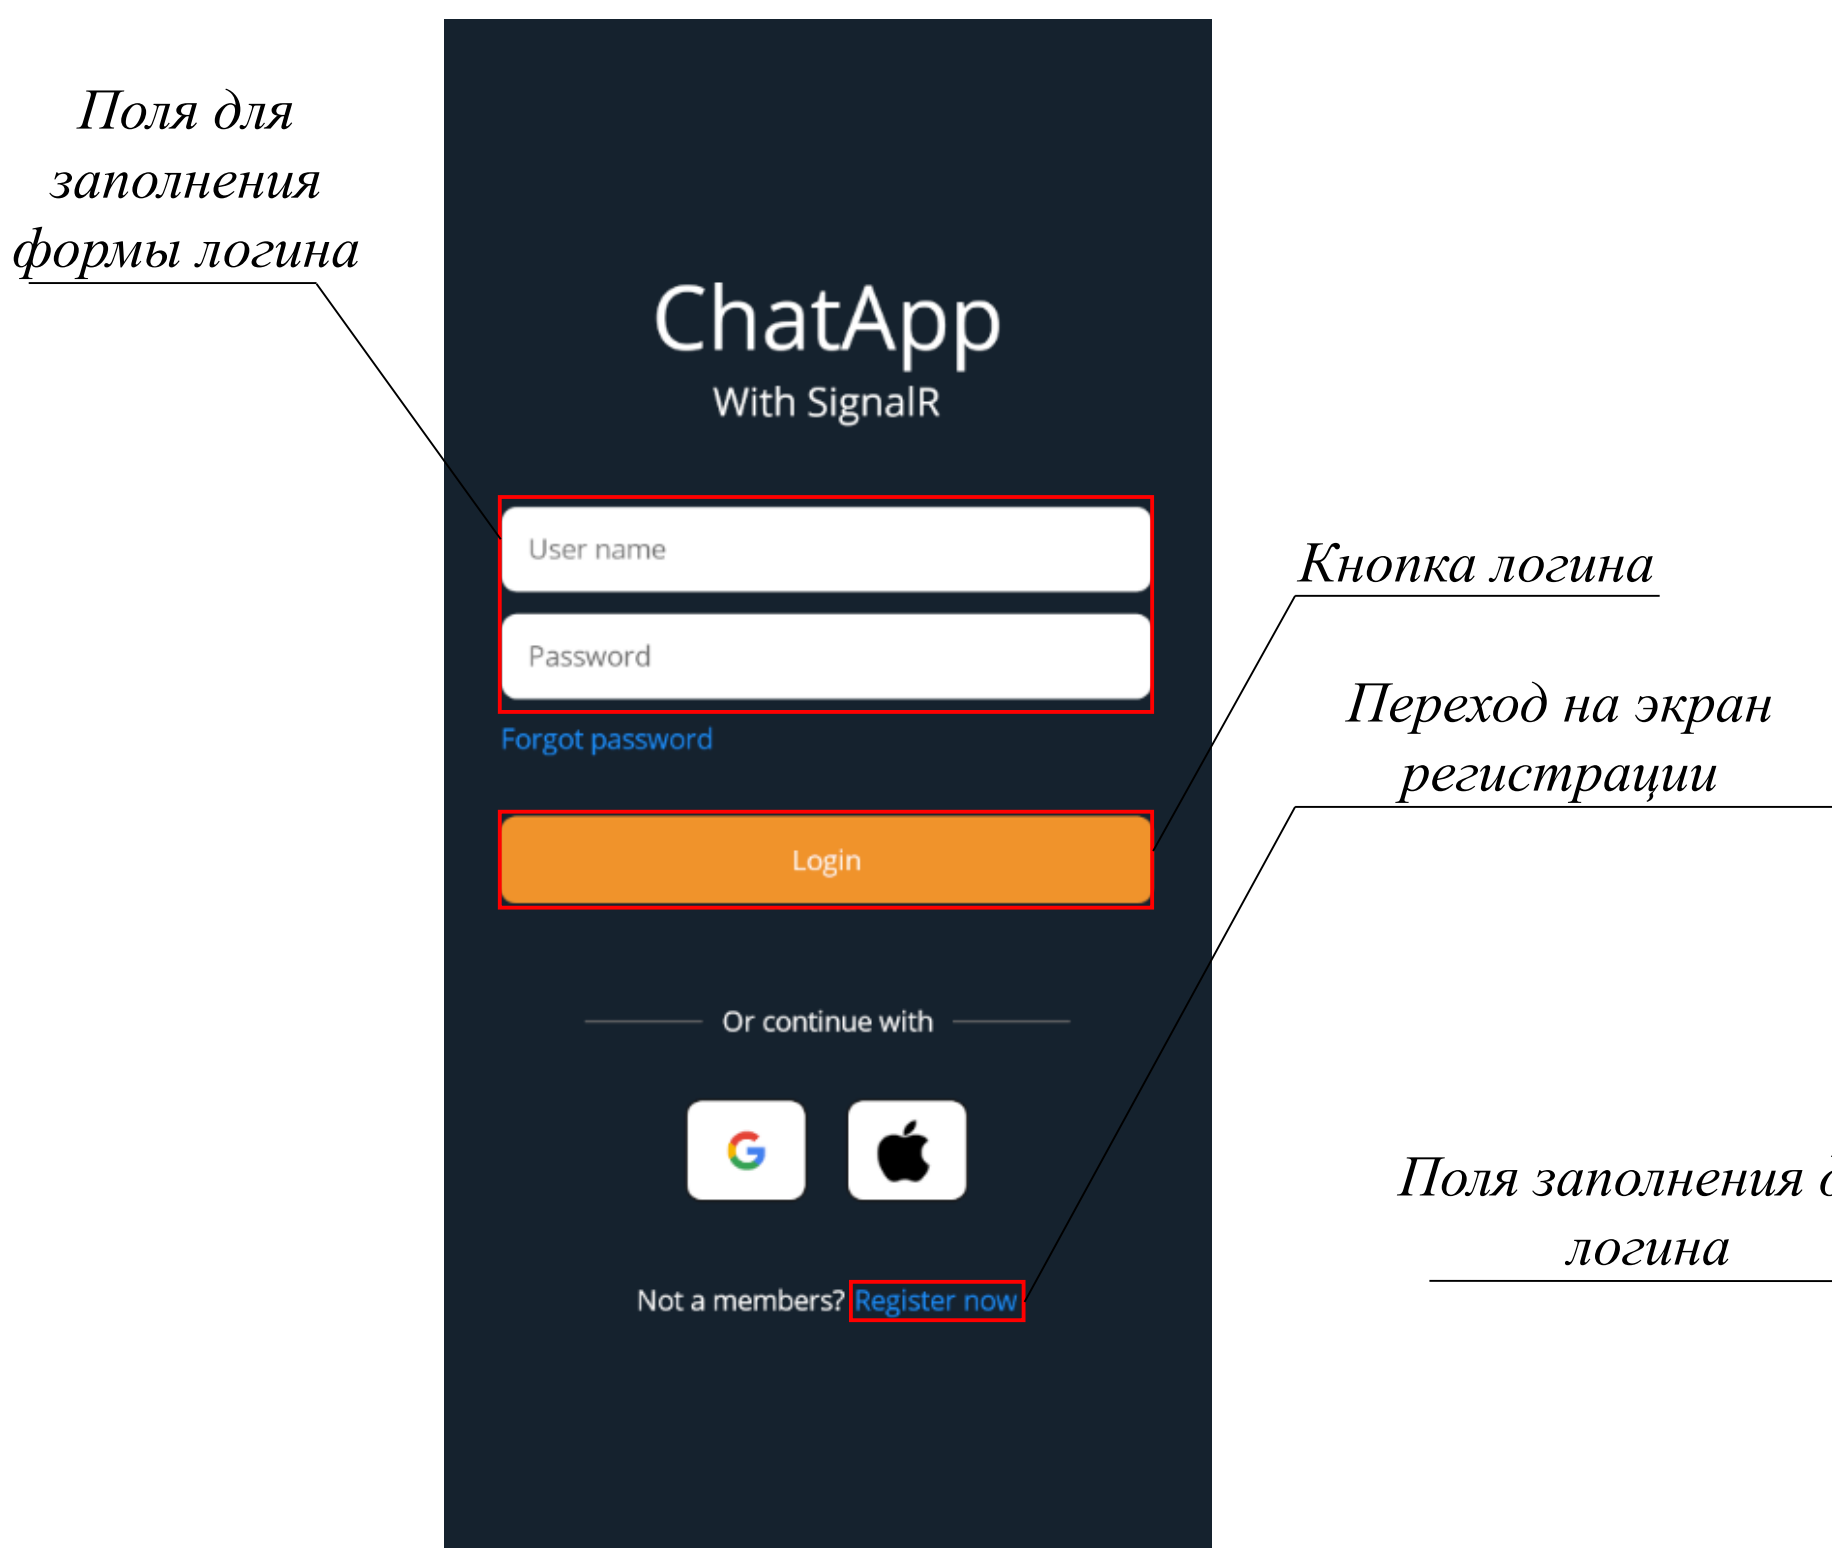 Поля для
заполнения
формы логина
ChatApp
With SignalR
User name
Password
Forgot password
Login
Or continue with
Not a members? Register now
Кнопка логина
Переход на экран
регистрации
Поля заполнения
логина